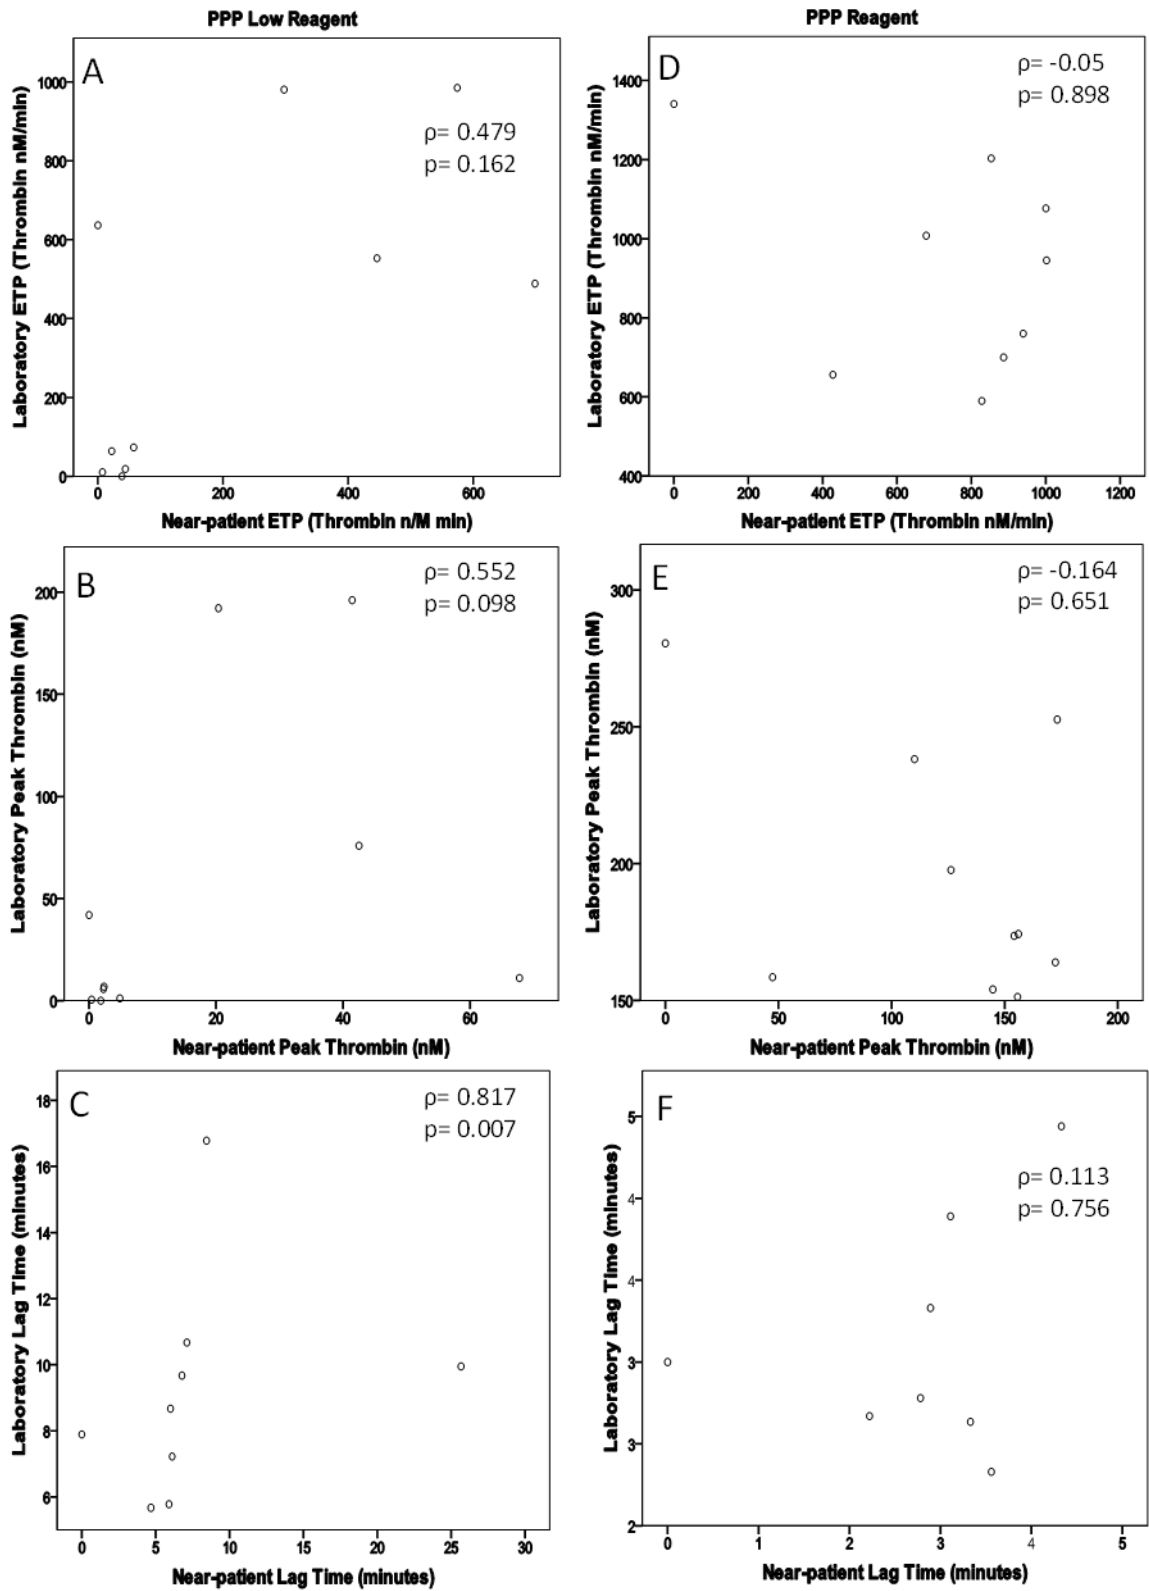 PPP Low Reagent
A
ρ= 0.479
p= 0.162
Laboratory ETP (Thrombin nM/min)
1000
800
600
400
200
0
0 200 400 600
Near-patient ETP (Thrombin n/M min)
PPP Reagent
D
ρ= -0.05
p= 0.898
Laboratory ETP (Thrombin nM/min)
1400
1200
1000
800
600
400
0 200 400 600 800 1000 1200
Near-patient ETP (Thrombin nM/min)
B
ρ= 0.552
p= 0.098
Laboratory Peak Thrombin (nM)
200
150
100
50
0
0 20 40 60
Near-patient Peak Thrombin (nM)
E
ρ= -0.164
p= 0.651
Laboratory Peak Thrombin (nM)
300
250
200
150
0 50 100 150 200
Near-patient Peak Thrombin (nM)
C
ρ= 0.817
p= 0.007
Laboratory Lag Time (minutes)
18
16
14
12
10
8
6
0 5 10 15 20 25 30
Near-patient Lag Time (minutes)
F
ρ= 0.113
p= 0.756
Laboratory Lag Time (minutes)
5
4
4
3
3
2
0 1 2 3 4 5
Near-patient Lag Time (minutes)